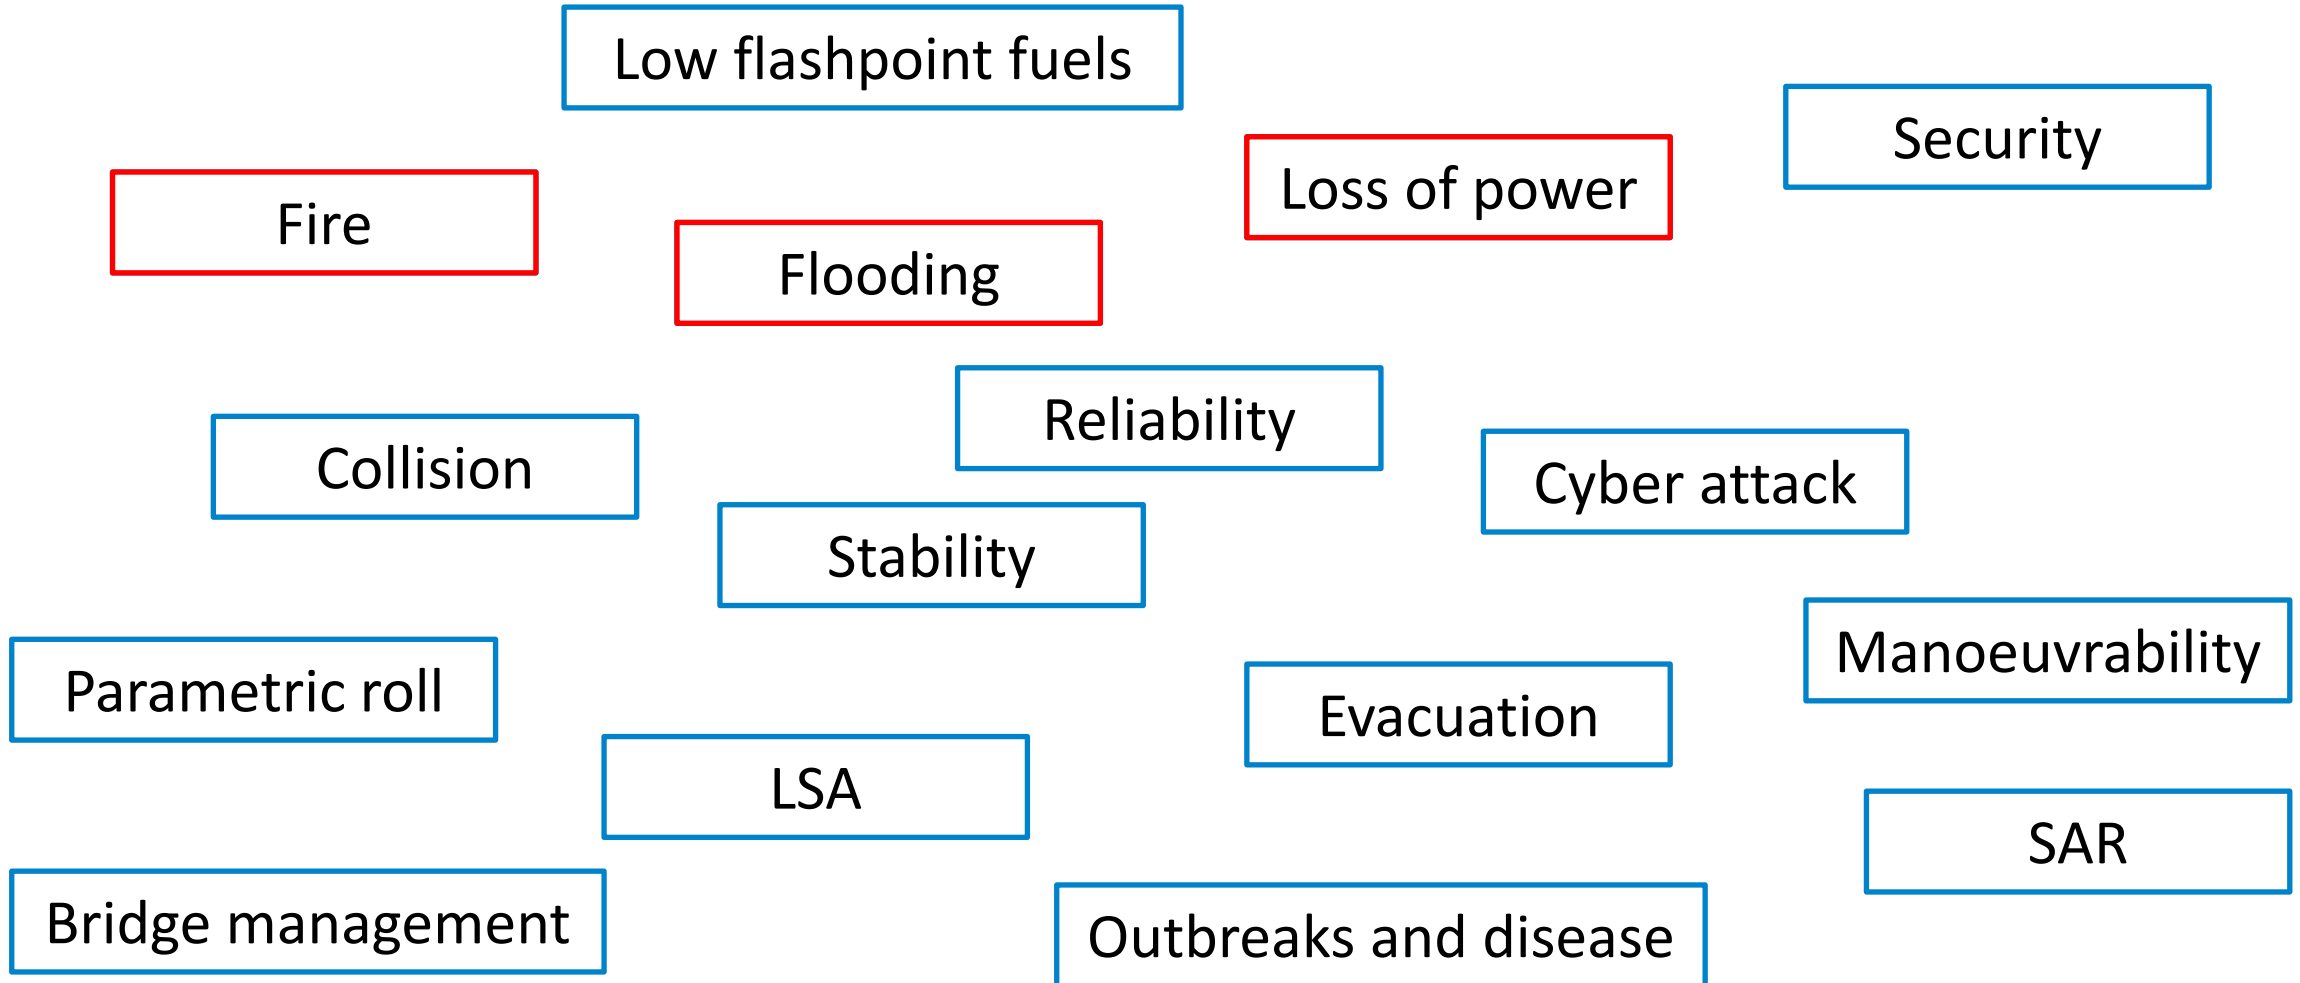 Low flashpoint fuels
Security
Loss of power
Fire
Flooding
Reliability
Collision
Cyber attack
Stability
Manoeuvrability
Parametric roll
Evacuation
LSA
SAR
Bridge management
Outbreaks and disease